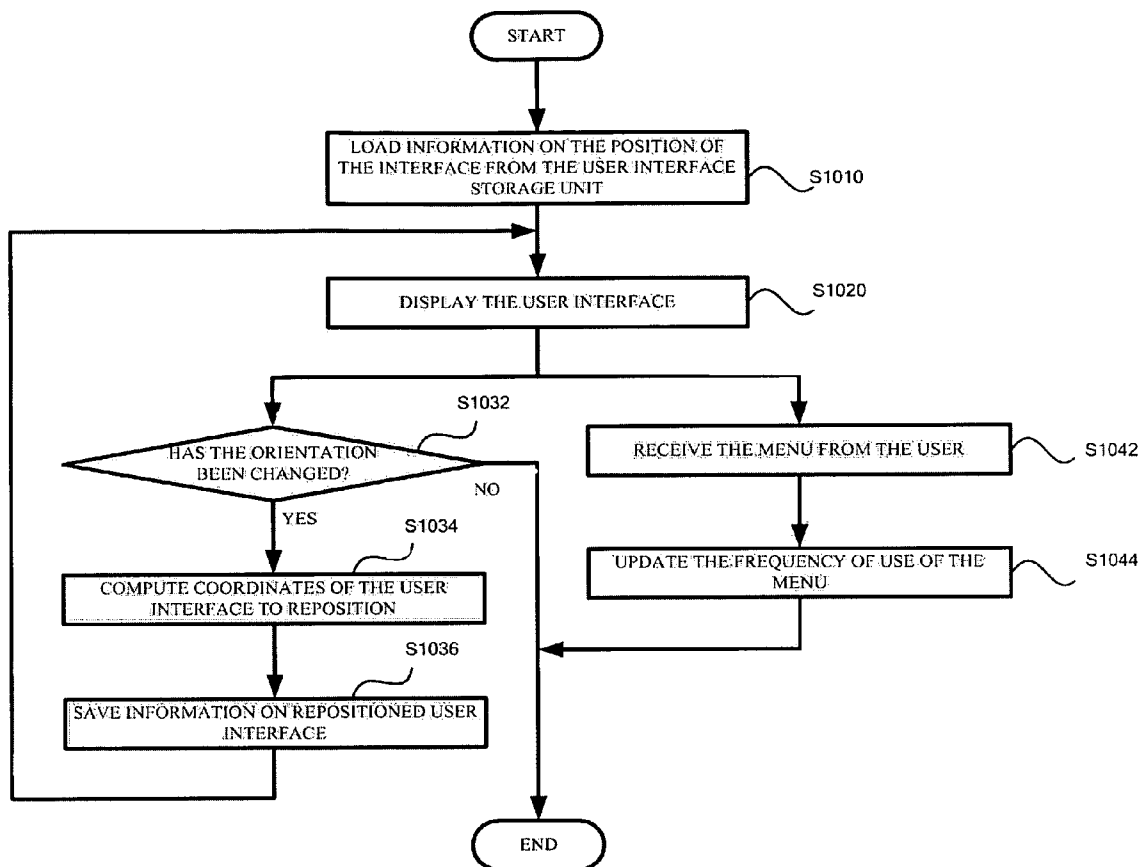 START
LOAD INFORMATION ON THE POSITION OF
THE INTERFACE FROM THE USER INTERFACE
STORAGE UNIT
S1010
DISPLAY THE USER INTERFACE
S1020
S1032
HAS THE ORIENTATION
BEEN CHANGED?
NO
YES
RECEIVE THE MENU FROM THE USER
S1042
S1034
COMPUTE COORDINATES OF THE USER
INTERFACE TO REPOSITION
UPDATE THE FREQUENCY OF USE OF THE
MENU
S1044
S1036
SAVE INFORMATION ON REPOSITIONED USER
INTERFACE
END